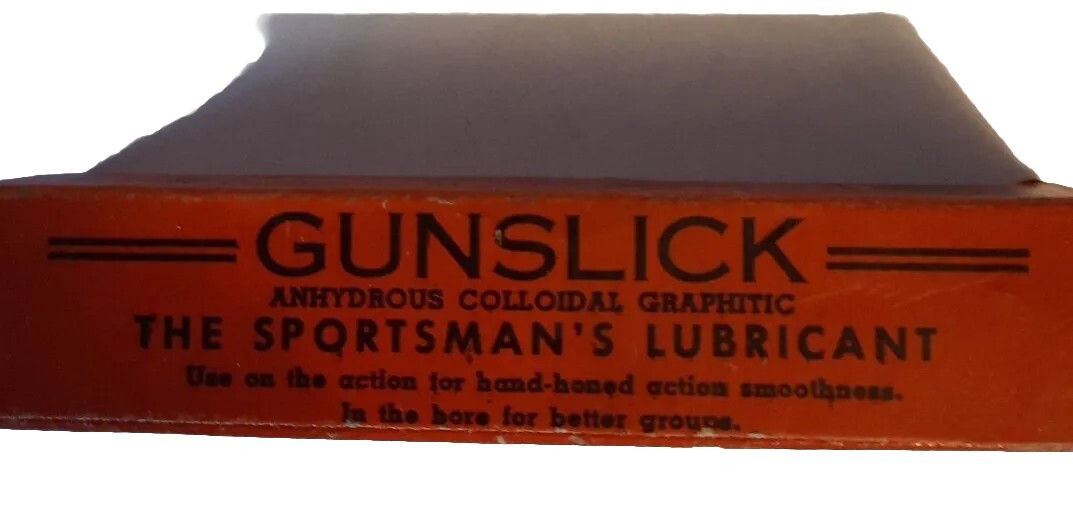 GUNSLICK
ANHYDROUS COLLOIDAL GRAPHITIC
THE SPORTSMAN'S LUBRICANT
Use on the action for hand-honed action smoothness.
In the bore for better groups.